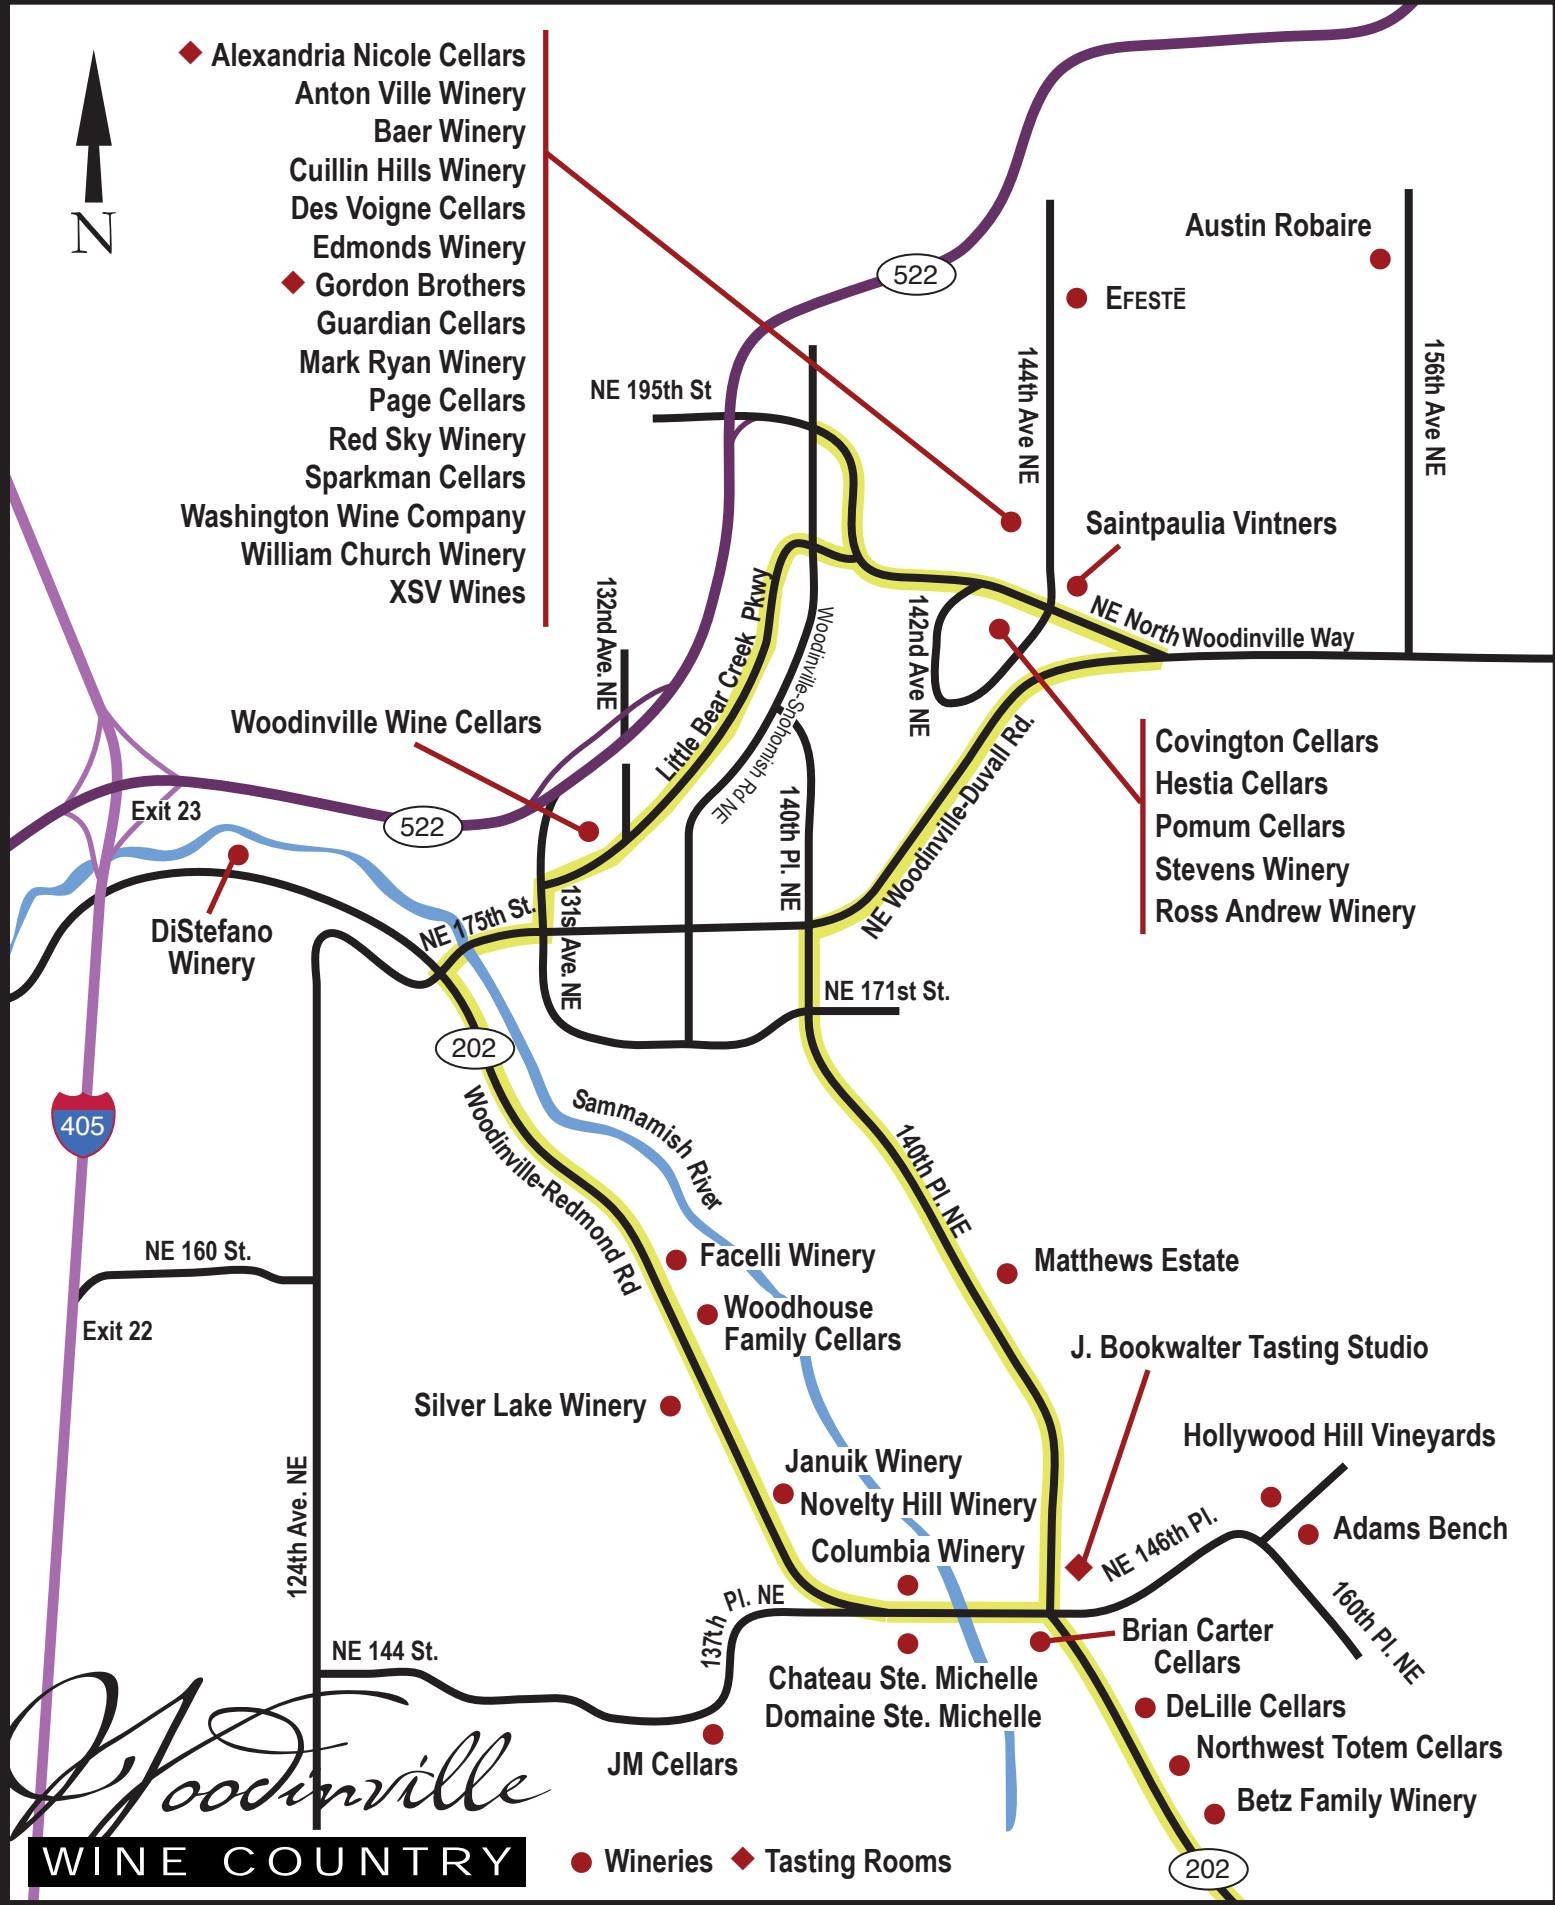 Alexandria Nicole Cellars
Anton Ville Winery
Baer Winery
Cuillin Hills Winery
Des Voigne Cellars
Edmonds Winery
Gordon Brothers
Guardian Cellars
Mark Ryan Winery
Page Cellars
Red Sky Winery
Sparkman Cellars
Washington Wine Company
William Church Winery
XSV Wines
N
522
Austin Robaire
EFESTĒ
NE 195th St
144th Ave NE
156th Ave NE
Saintpaulia Vintners
132nd Ave. NE
Little Bear Creek Pkwy
Woodinville-Snohomish Rd NE
142nd Ave NE
NE North Woodinville Way
Woodinville Wine Cellars
Covington Cellars
Hestia Cellars
Pomum Cellars
Stevens Winery
Ross Andrew Winery
Exit 23
522
140th Pl. NE
NE Woodinville-Duvall Rd.
DiStefano
Winery
NE 175th St.
131st Ave. NE
NE 171st St.
202
405
Sammamish River
Woodinville-Redmond Rd
140th Pl. NE
NE 160 St.
Exit 22
Facelli Winery
Matthews Estate
Woodhouse
Family Cellars
J. Bookwalter Tasting Studio
Silver Lake Winery
Hollywood Hill Vineyards
Januik Winery
Novelty Hill Winery
Adams Bench
124th Ave. NE
Columbia Winery
NE 146th Pl.
160th Pl. NE
137th Pl. NE
NE 144 St.
Brian Carter
Cellars
Chateau Ste. Michelle
Domaine Ste. Michelle
DeLille Cellars
JM Cellars
Northwest Totem Cellars
Betz Family Winery
Woodinville
WINE COUNTRY
Wineries
Tasting Rooms
202